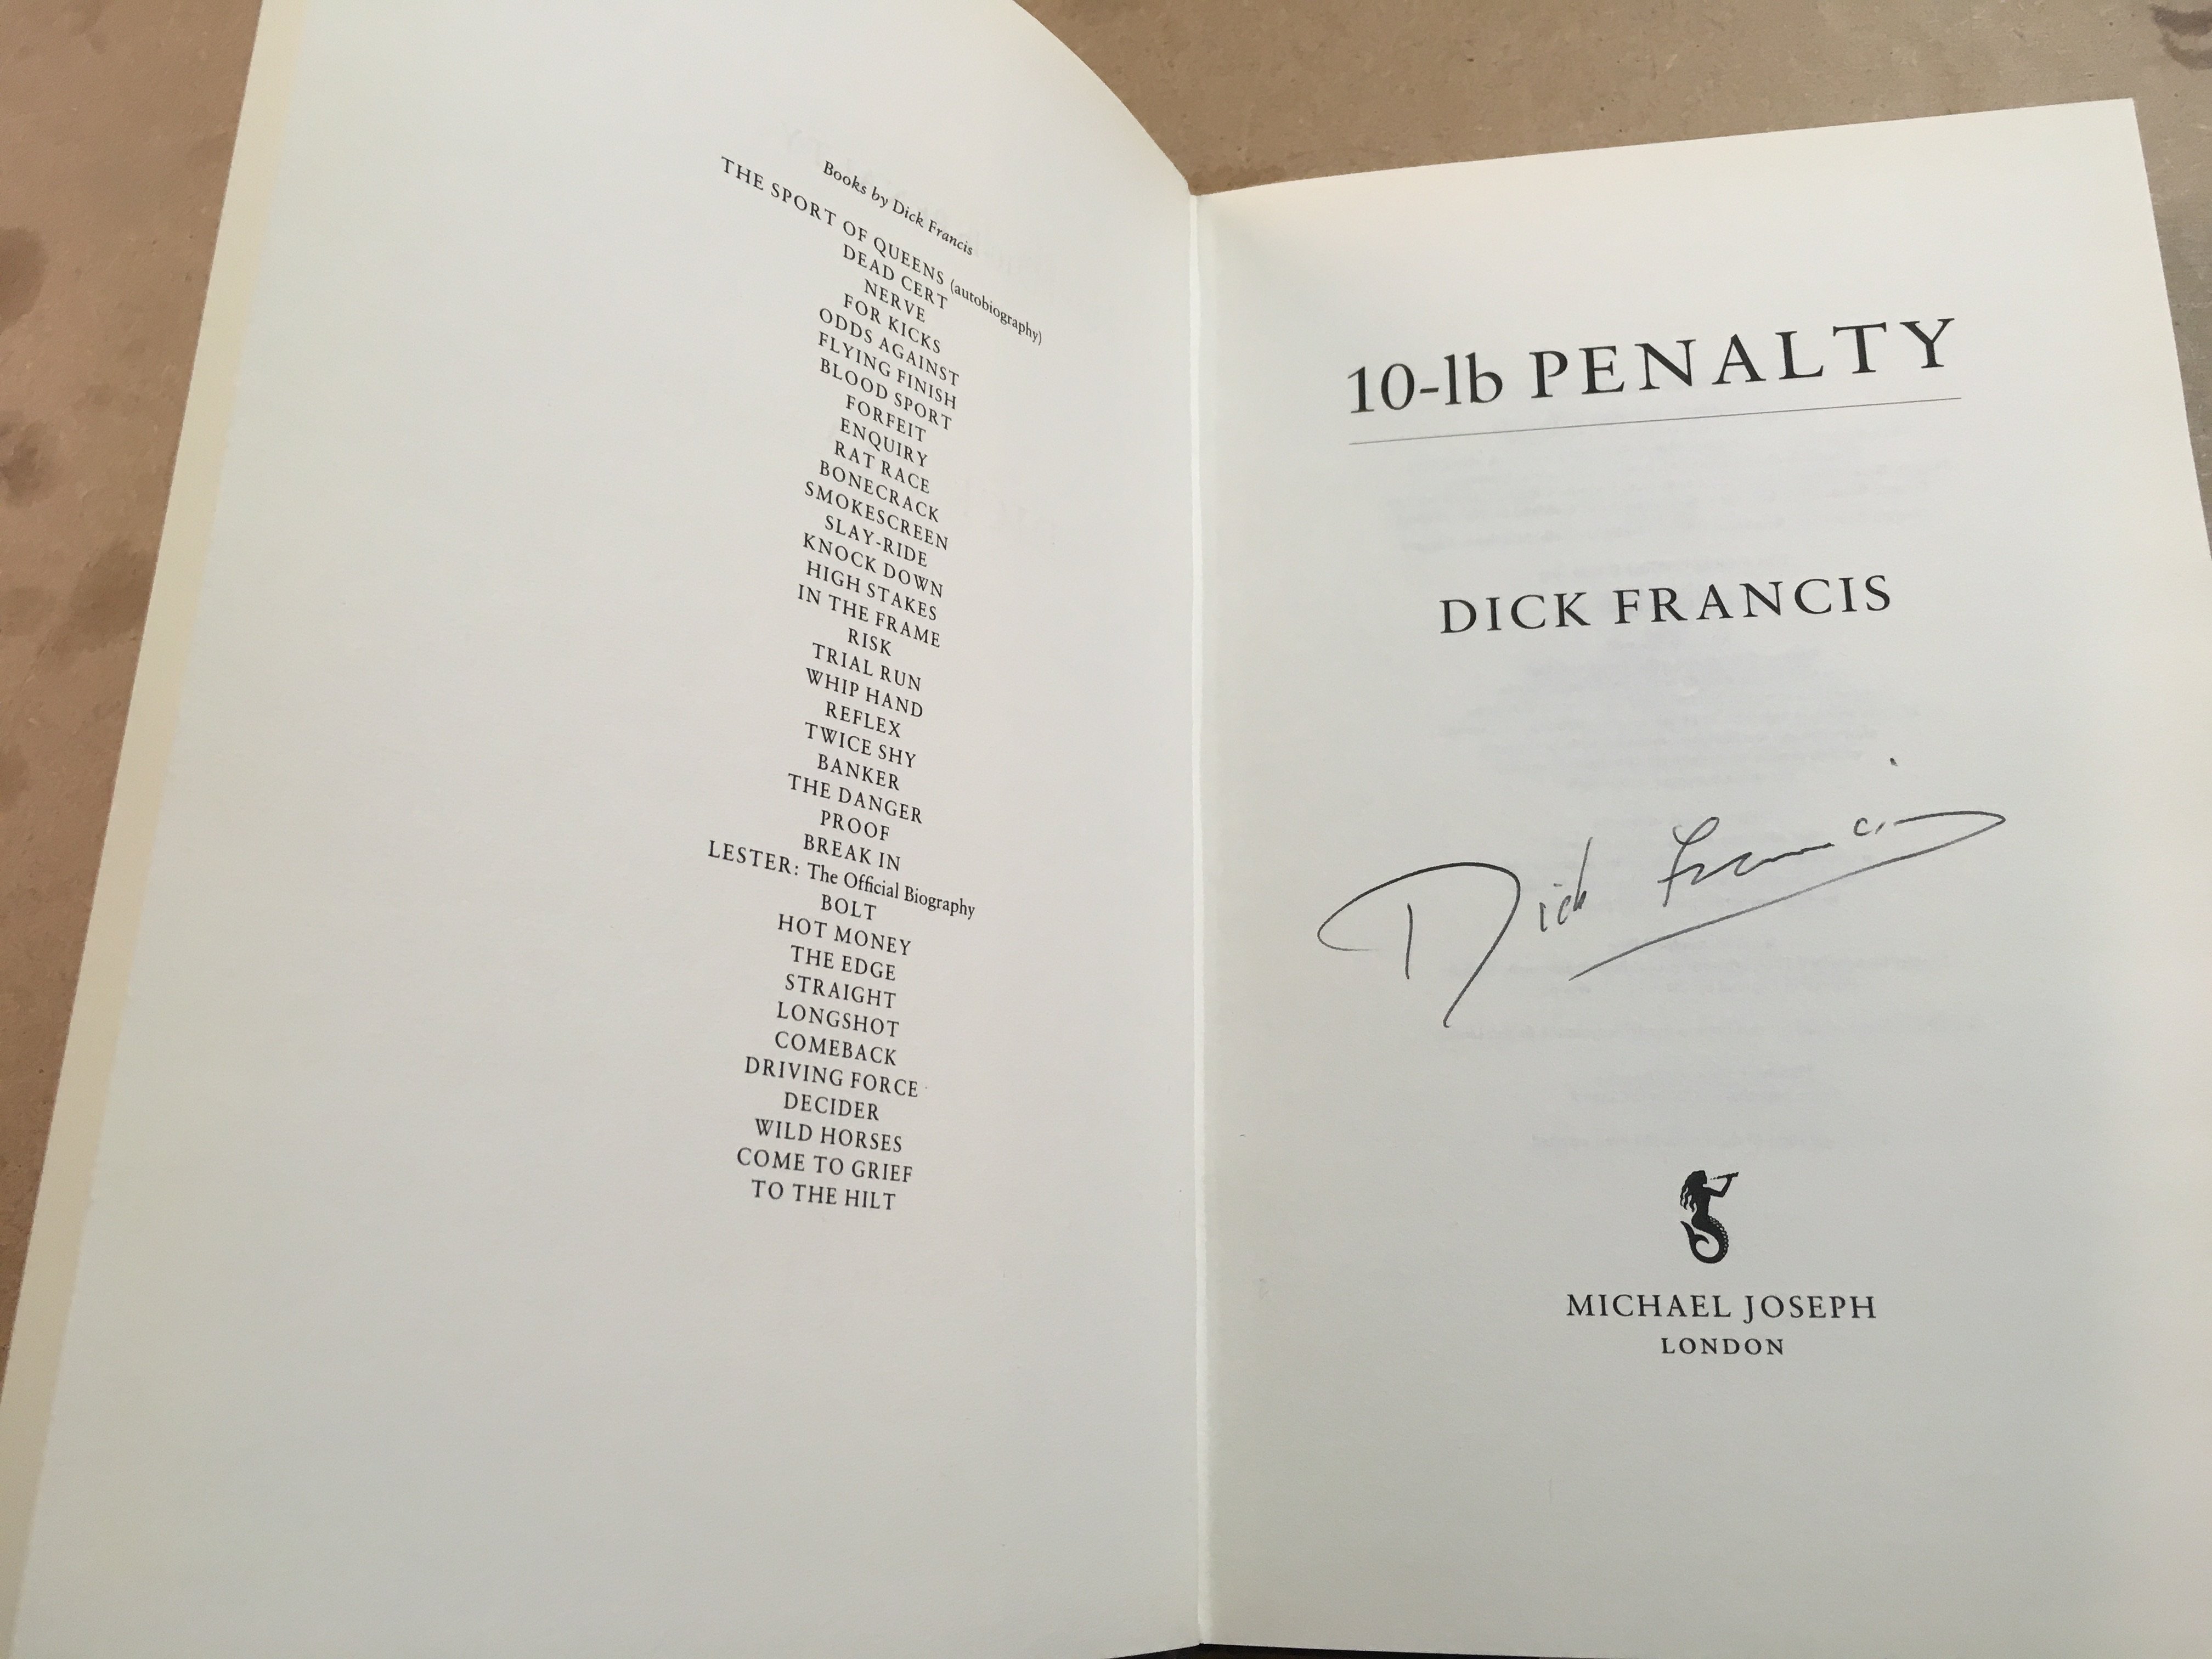 Books by Dick Francis
THE SPORT OF QUEENS (autobiography)
DEAD CERT
NERVE
FOR KICKS
ODDS AGAINST
FLYING FINISH
BLOOD SPORT
FORFEIT
ENQUIRY
RAT RACE
BONECRACK
SMOKESCREEN
SLAY-RIDE
KNOCK DOWN
HIGH STAKES
IN THE FRAME
RISK
TRIAL RUN
WHIP HAND
REFLEX
TWICE SHY
BANKER
THE DANGER
PROOF
BREAK IN
LESTER: The Official Biography
BOLT
HOT MONEY
THE EDGE
STRAIGHT
LONGSHOT
COMEBACK
DRIVING FORCE
DECIDER
WILD HORSES
COME TO GRIEF
TO THE HILT
10-lb PENALTY
DICK FRANCIS
Dick Francis
MICHAEL JOSEPH
LONDON